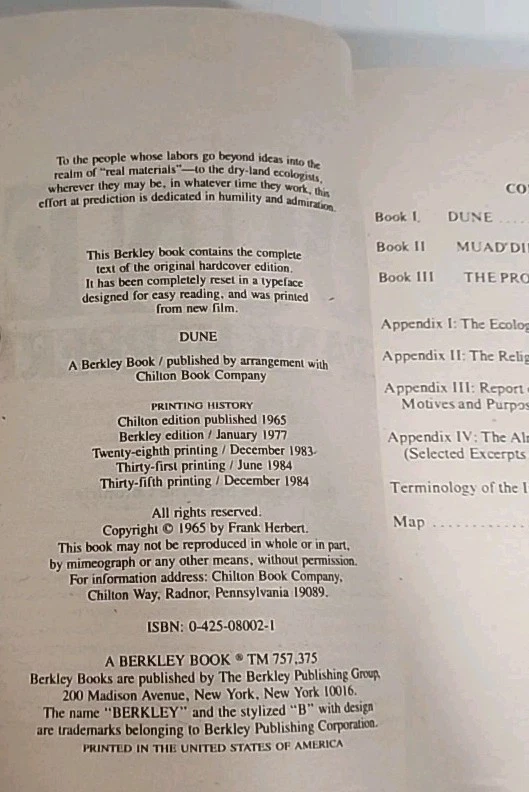 To the people whose labors go beyond ideas into the
realm of "real materials"—to the dry-land ecologists,
wherever they may be, in whatever time they work, this
effort at prediction is dedicated in humility and admiration.
This Berkley book contains the complete
text of the original hardcover edition.
It has been completely reset in a typeface
designed for easy reading, and was printed
from new film.
DUNE
A Berkley Book / published by arrangement with
Chilton Book Company
PRINTING HISTORY
Chilton edition published 1965
Berkley edition / January 1977
Twenty-eighth printing / December 1983
Thirty-first printing / June 1984
Thirty-fifth printing / December 1984
All rights reserved.
Copyright © 1965 by Frank Herbert.
This book may not be reproduced in whole or in part,
by mimeograph or any other means, without permission.
For information address: Chilton Book Company,
Chilton Way, Radnor, Pennsylvania 19089.
ISBN: 0-425-08002-1
A BERKLEY BOOK ® TM 757,375
Berkley Books are published by The Berkley Publishing Group,
200 Madison Avenue, New York, New York 10016.
The name "BERKLEY" and the stylized "B" with design
are trademarks belonging to Berkley Publishing Corporation.
PRINTED IN THE UNITED STATES OF AMERICA
CO
Book I DUNE ....
Book II MUAD'DI
Book III THE PRO
Appendix I: The Ecolog
Appendix II: The Relig
Appendix III: Report
Motives and Purpos
Appendix IV: The Al
(Selected Excerpts
Terminology of the I
Map ............